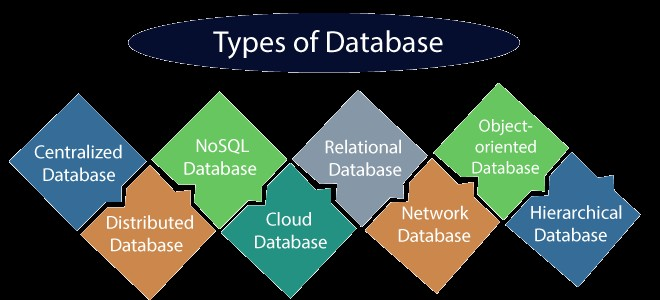 Types of Database
Centralized
Database
Distributed
Database
NoSQL
Database
Cloud
Database
Relational
Database
Network
Database
Object-
oriented
Database
Hierarchical
Database